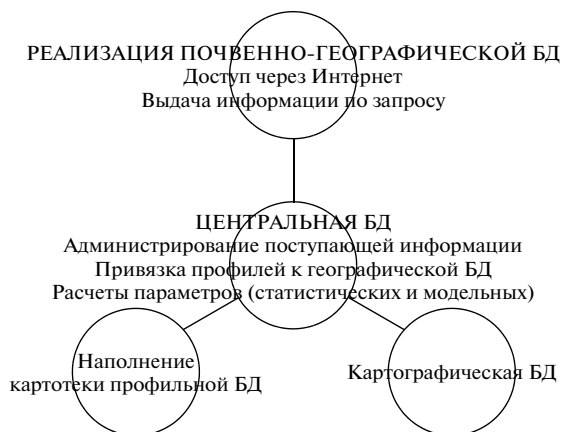 РЕАЛИЗАЦИЯ ПОЧВЕННО-ГЕОГРАФИЧЕСКОЙ БД
Доступ через Интернет
Выдача информации по запросу
ЦЕНТРАЛЬНАЯ БД
Администрирование поступающей информации
Привязка профилей к географической БД
Расчеты параметров (статистических и модельных)
Наполнение
картотеки профильной БД
Картографическая БД